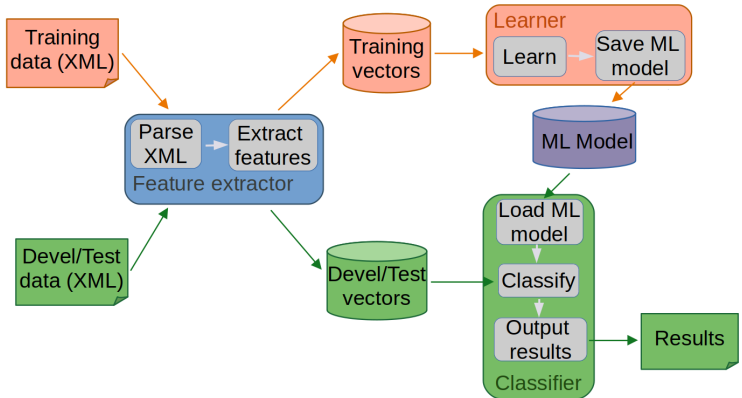 Training
data (XML)
Training
vectors
Learner
Learn
Save ML
model
Parse
XML
Extract
features
Feature extractor
ML Model
Devel/Test
data (XML)
Devel/Test
vectors
Load ML
model
Classify
Output
results
Classifier
Results